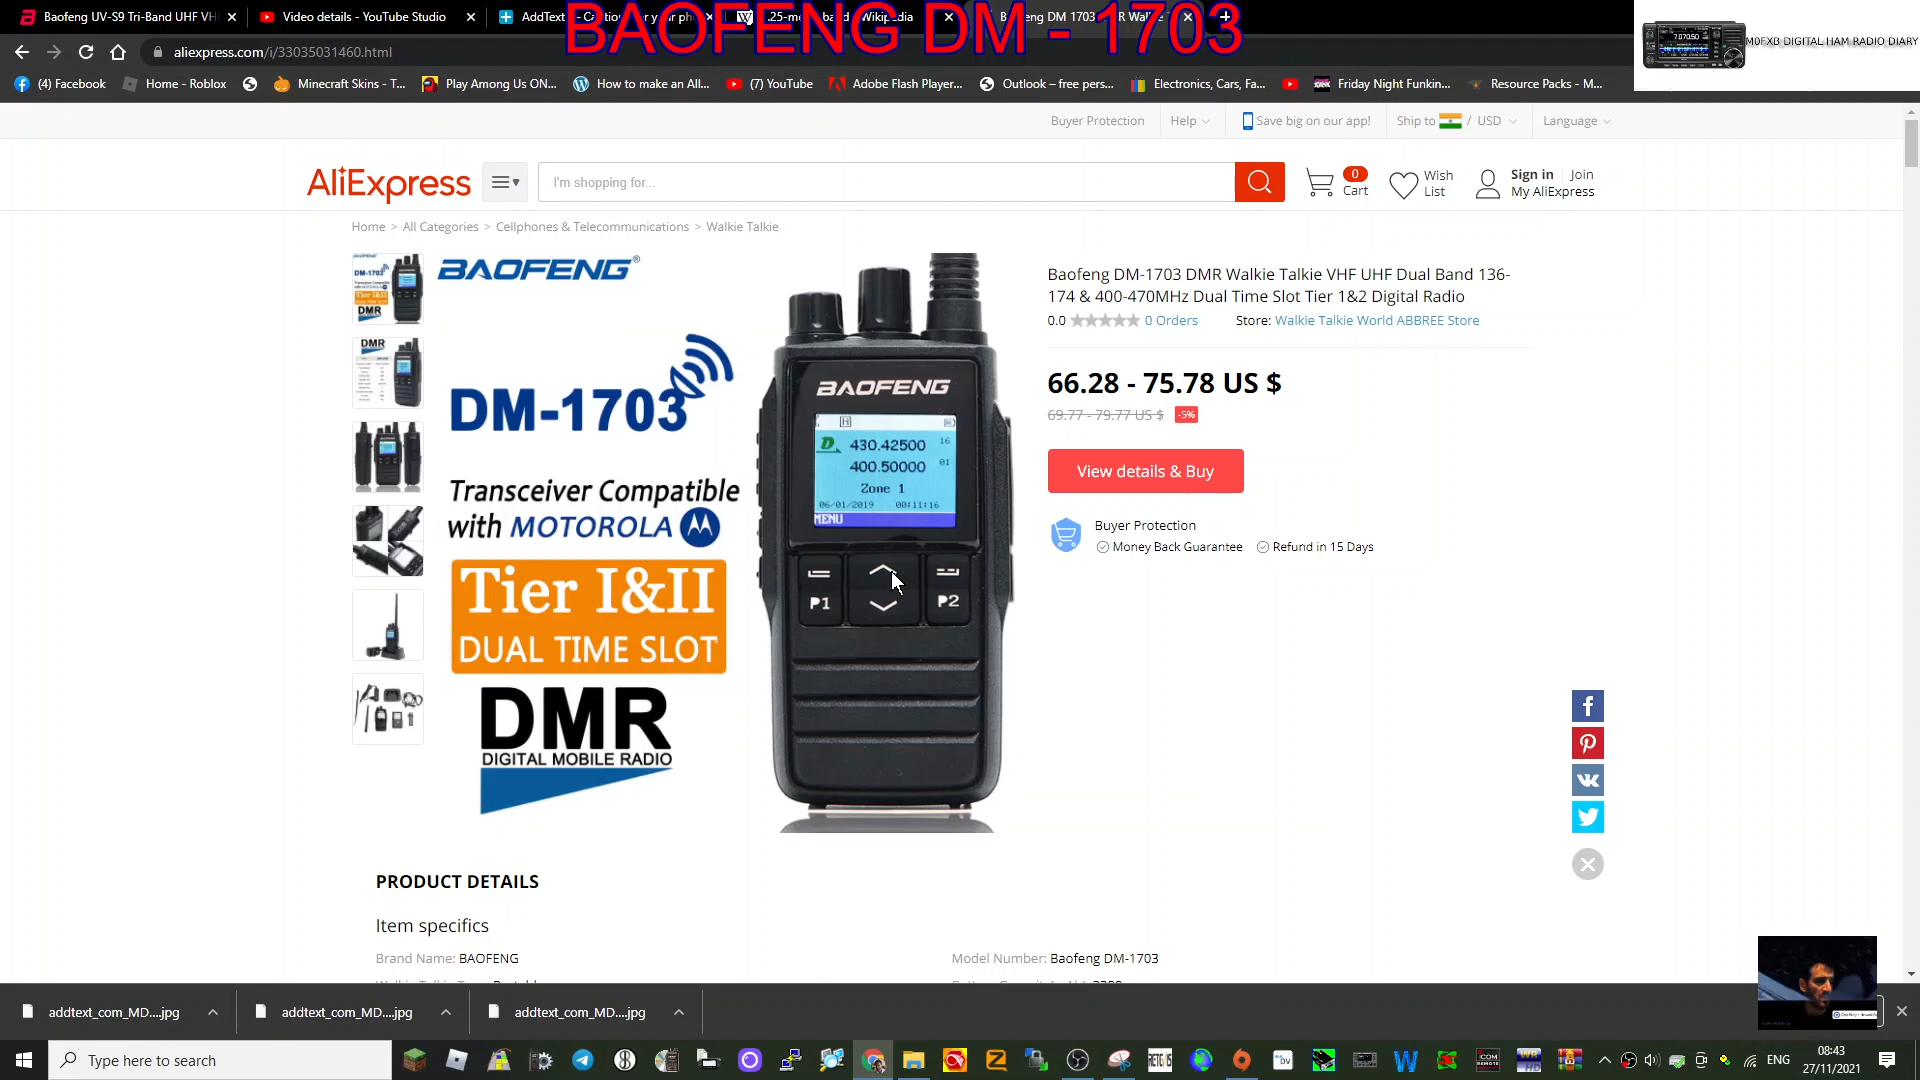 BAOFENG DM - 1703
Baofeng UV-S9 Tri-Band UHF VH
Video details - YouTube Studio
M0FXB DIGITAL HAM RADIO DIARY
aliexpress.com/i/33035031460.html
(4) Facebook
Home - Roblox
Minecraft Skins - T...
Play Among Us ON...
How to make an All...
(7) YouTube
Adobe Flash Player...
Outlook – free pers...
Electronics, Cars, Fa...
Friday Night Funkin...
Resource Packs - M...
Buyer Protection
Help
Save big on our app!
Ship to / USD
Language
AliExpress
I'm shopping for...
0
Cart
Wish
List
Sign in
Join
My AliExpress
Home > All Categories > Cellphones & Telecommunications > Walkie Talkie
BAOFENG®
DM-1703
Transceiver Compatible
with MOTOROLA
Tier I&II
DUAL TIME SLOT
DMR
DIGITAL MOBILE RADIO
BAOFENG
H
D 430.42500 16
400.50000 01
Zone 1
06/01/2019 00:11:16
MENU
P1
P2
Baofeng DM-1703 DMR Walkie Talkie VHF UHF Dual Band 136-
174 & 400-470MHz Dual Time Slot Tier 1&2 Digital Radio
0.0 0 Orders Store: Walkie Talkie World ABBREE Store
66.28 - 75.78 US $
69.77 - 79.77 US $ -5%
View details & Buy
Buyer Protection
Money Back Guarantee Refund in 15 Days
PRODUCT DETAILS
Item specifics
Brand Name: BAOFENG
Model Number: Baofeng DM-1703
addtext_com_MD....jpg
addtext_com_MD....jpg
addtext_com_MD....jpg
Type here to search
ENG
08:43
27/11/2021